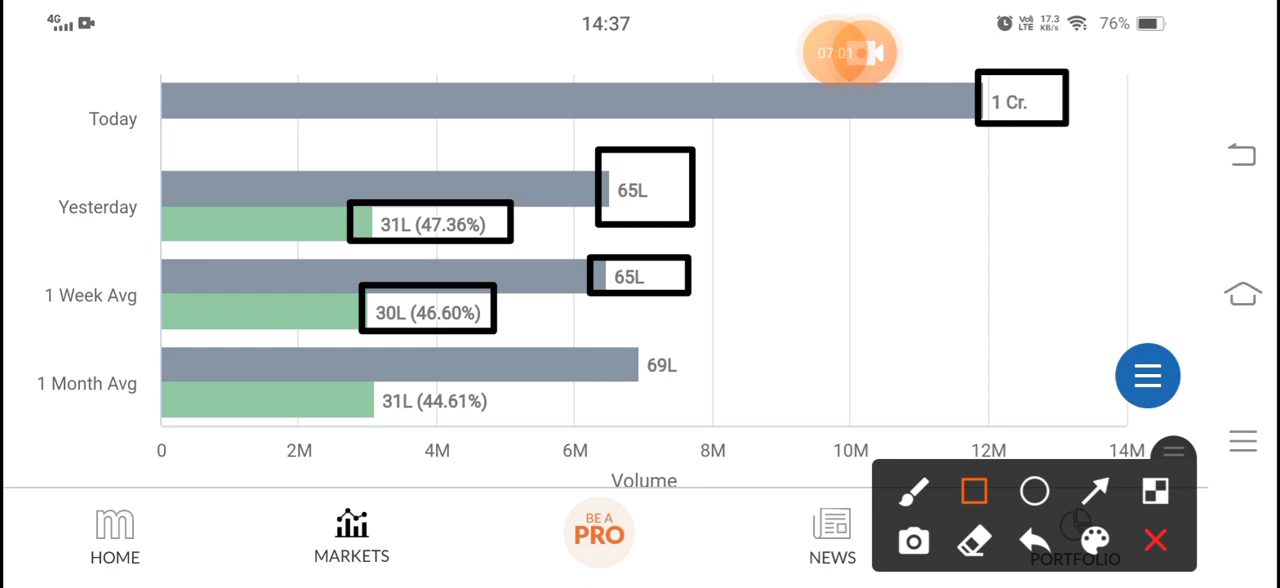 4G 14:37 Voli LTE 17.3 KB/s 76%
07:01
1 Cr.
Today
65L
Yesterday
31L (47.36%)
65L
1 Week Avg
30L (46.60%)
69L
1 Month Avg
31L (44.61%)
0 2M 4M 6M 8M 10M 12M 14M
Volume
BE A
PRO
HOME MARKETS NEWS PORTFOLIO